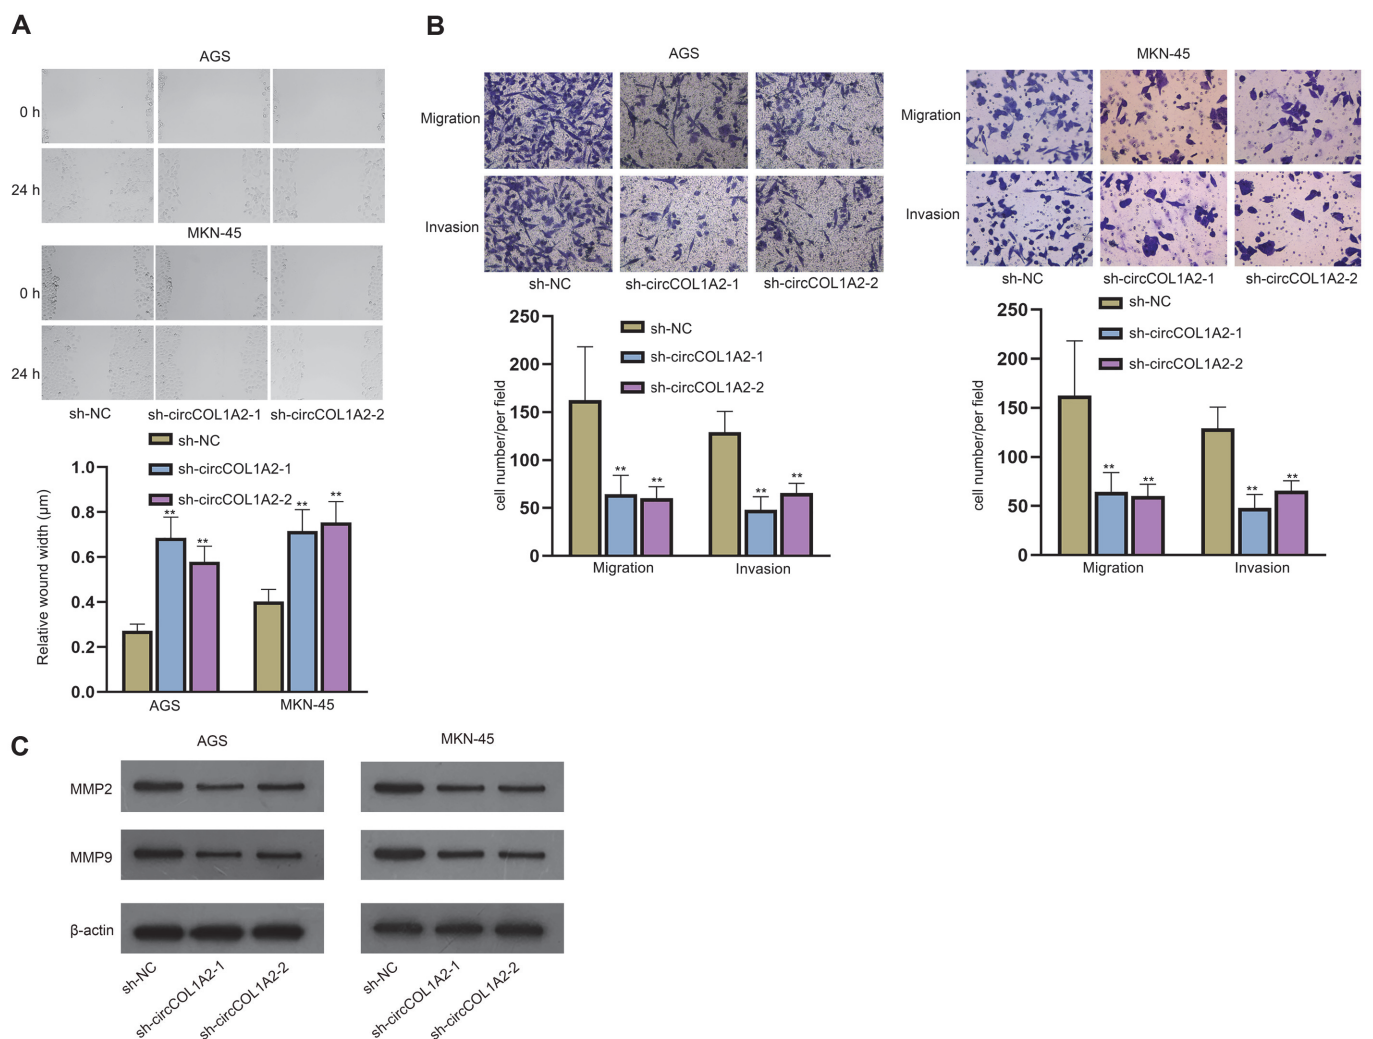 A
AGS
0 h
24 h
MKN-45
0 h
24 h
sh-NC sh-circCOL1A2-1 sh-circCOL1A2-2
sh-NC
sh-circCOL1A2-1
sh-circCOL1A2-2
Relative wound width (μm)
1.0
0.8
0.6
0.4
0.2
0.0
** ** ** **
AGS MKN-45
B
AGS
Migration
Invasion
sh-NC sh-circCOL1A2-1 sh-circCOL1A2-2
sh-NC
sh-circCOL1A2-1
sh-circCOL1A2-2
cell number/per field
250
200
150
100
50
0
** ** ** **
Migration Invasion
MKN-45
Migration
Invasion
sh-NC sh-circCOL1A2-1 sh-circCOL1A2-2
sh-NC
sh-circCOL1A2-1
sh-circCOL1A2-2
cell number/per field
250
200
150
100
50
0
** ** ** **
Migration Invasion
C
AGS MKN-45
MMP2
MMP9
β-actin
sh-NC
sh-circCOL1A2-1
sh-circCOL1A2-2
sh-NC
sh-circCOL1A2-1
sh-circCOL1A2-2